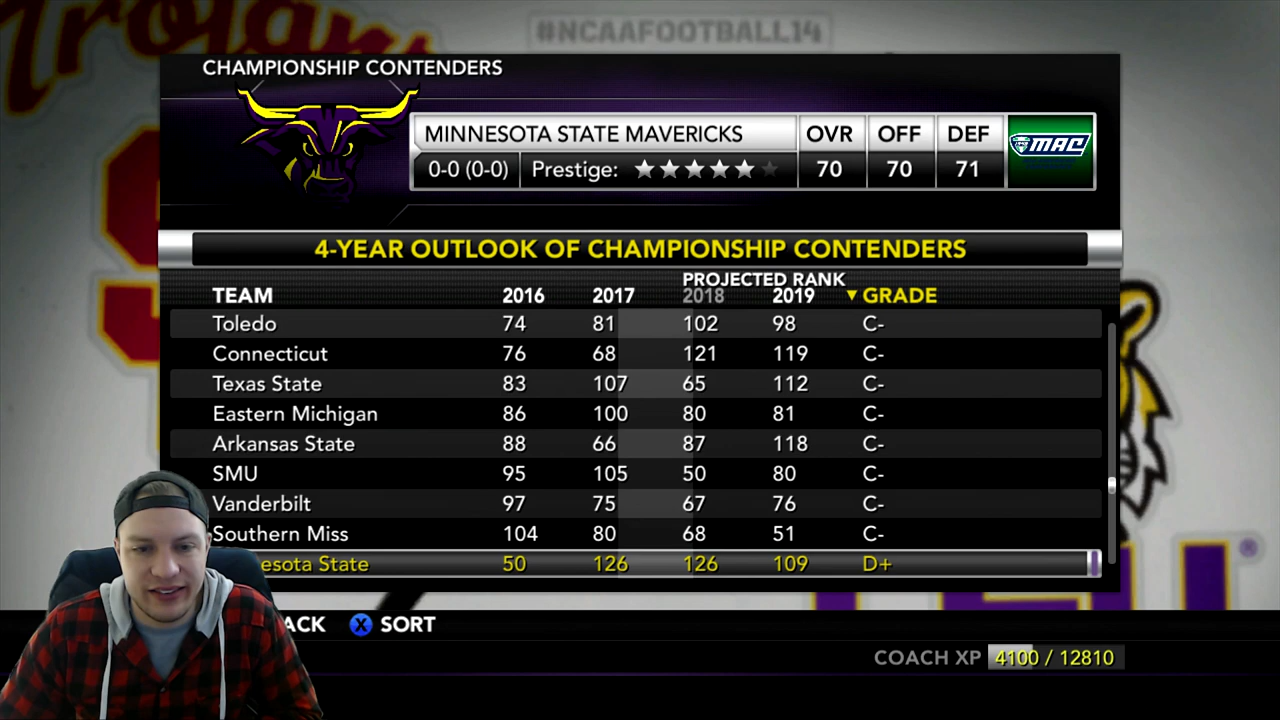 Trojans
#NCAAFOOTBALL14
CHAMPIONSHIP CONTENDERS
MINNESOTA STATE MAVERICKS OVR OFF DEF
0-0 (0-0) Prestige: 70 70 71
MAC
4-YEAR OUTLOOK OF CHAMPIONSHIP CONTENDERS
PROJECTED RANK
TEAM 2016 2017 2018 2019 ▼ GRADE
Toledo 74 81 102 98 C-
Connecticut 76 68 121 119 C-
Texas State 83 107 65 112 C-
Eastern Michigan 86 100 80 81 C-
Arkansas State 88 66 87 118 C-
SMU 95 105 50 80 C-
Vanderbilt 97 75 67 76 C-
Southern Miss 104 80 68 51 C-
esota State 50 126 126 109 D+
ACK X SORT
COACH XP 4100 / 12810